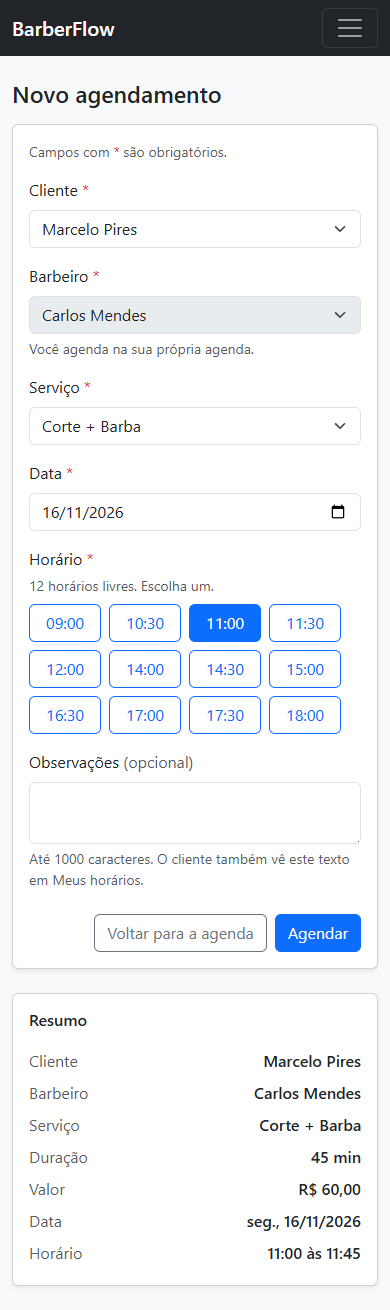 BarberFlow
Novo agendamento
Campos com * são obrigatórios.
Cliente *
Marcelo Pires
Barbeiro *
Carlos Mendes
Você agenda na sua própria agenda.
Serviço *
Corte + Barba
Data *
16/11/2026
Horário *
12 horários livres. Escolha um.
09:00 10:30 11:00 11:30
12:00 14:00 14:30 15:00
16:30 17:00 17:30 18:00
Observações (opcional)
Até 1000 caracteres. O cliente também vê este texto
em Meus horários.
Voltar para a agenda Agendar
Resumo
Cliente Marcelo Pires
Barbeiro Carlos Mendes
Serviço Corte + Barba
Duração 45 min
Valor R$ 60,00
Data seg., 16/11/2026
Horário 11:00 às 11:45